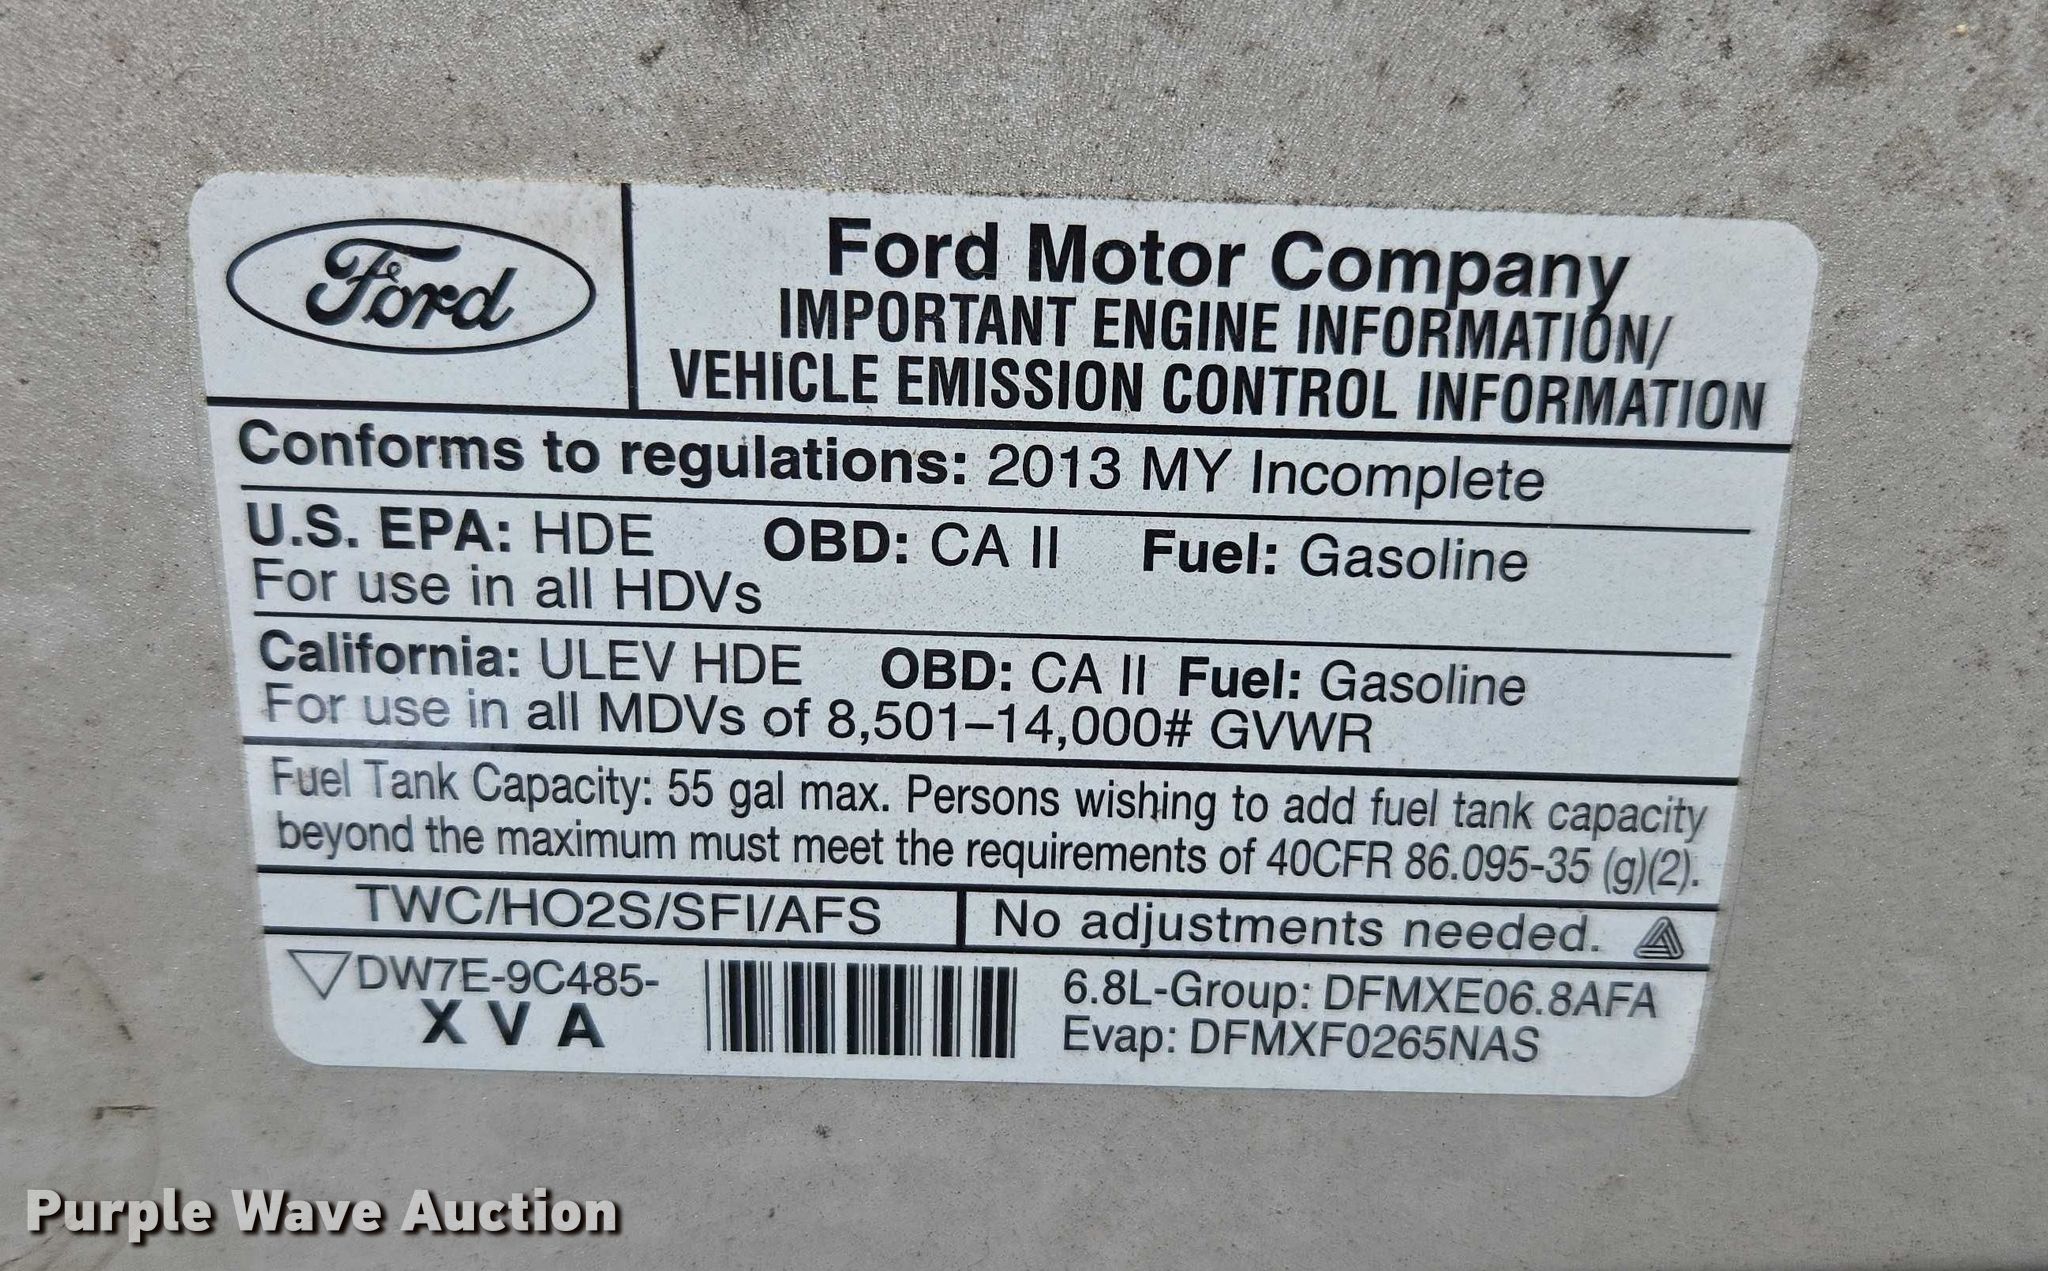 Ford
Ford Motor Company
IMPORTANT ENGINE INFORMATION/
VEHICLE EMISSION CONTROL INFORMATION
Conforms to regulations: 2013 MY Incomplete
U.S. EPA: HDE OBD: CA II Fuel: Gasoline
For use in all HDVs
California: ULEV HDE OBD: CA II Fuel: Gasoline
For use in all MDVs of 8,501–14,000# GVWR
Fuel Tank Capacity: 55 gal max. Persons wishing to add fuel tank capacity
beyond the maximum must meet the requirements of 40CFR 86.095-35 (g)(2).
TWC/HO2S/SFI/AFS
No adjustments needed.
DW7E-9C485-
X V A
6.8L-Group: DFMXE06.8AFA
Evap: DFMXF0265NAS
Purple Wave Auction